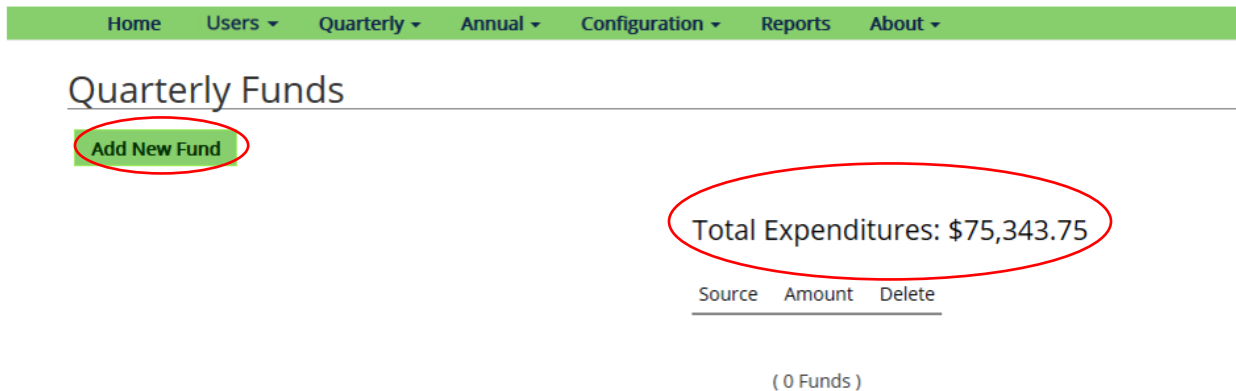 Home Users Quarterly Annual Configuration Reports About
Quarterly Funds
Add New Fund
Total Expenditures: $75,343.75
Source Amount Delete
( 0 Funds )